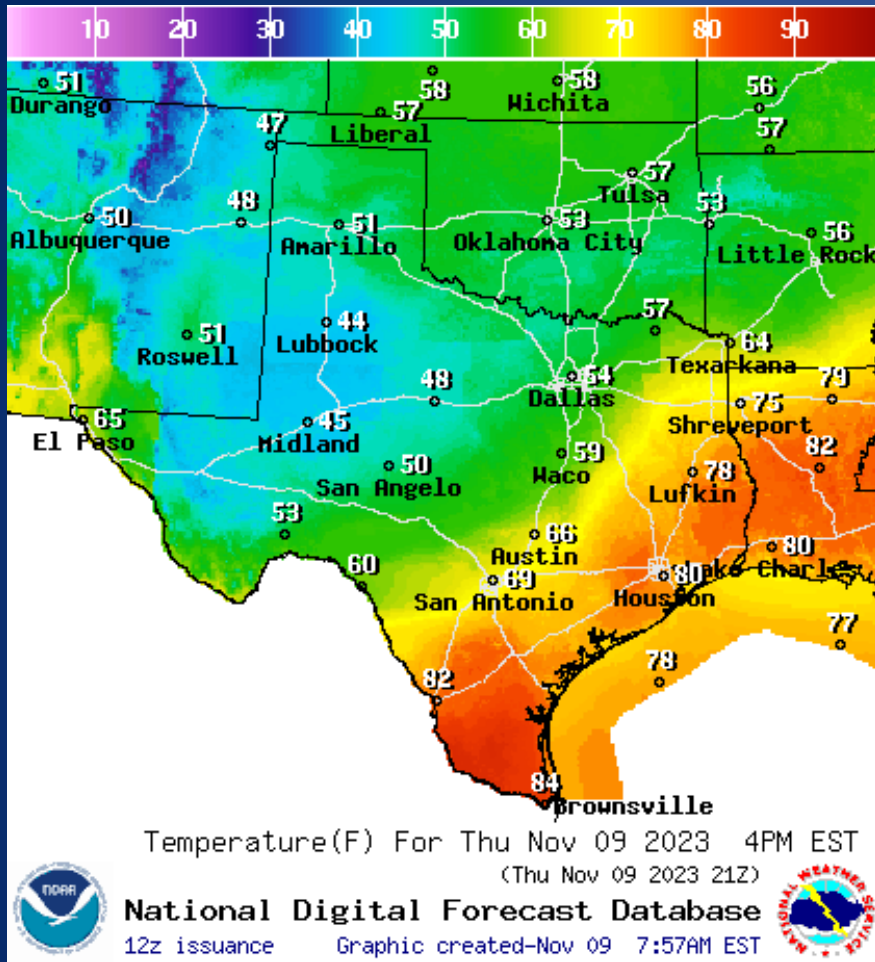 10 20 30 40 50 60 70 80 90
51 58 58 56
Durango Wichita
57 57
Liberal
47 57
Tulsa
50 48 51 53 53 56
Albuquerque Amarillo Oklahoma City Little Rock
51 44 57 64
Roswell Lubbock Texarkana
48 54 75 79
Dallas Shreveport
65 45 82
El Paso Midland
50 59 78
San Angelo Waco Lufkin
53 66 80
Austin Lake Charles
60 69 80
San Antonio Houston
77
82 78
84
Brownsville
Temperature(F) For Thu Nov 09 2023 4PM EST
(Thu Nov 09 2023 21Z)
NOAA
National Digital Forecast Database
12z issuance Graphic created-Nov 09 7:57AM EST
NATIONAL WEATHER SERVICE